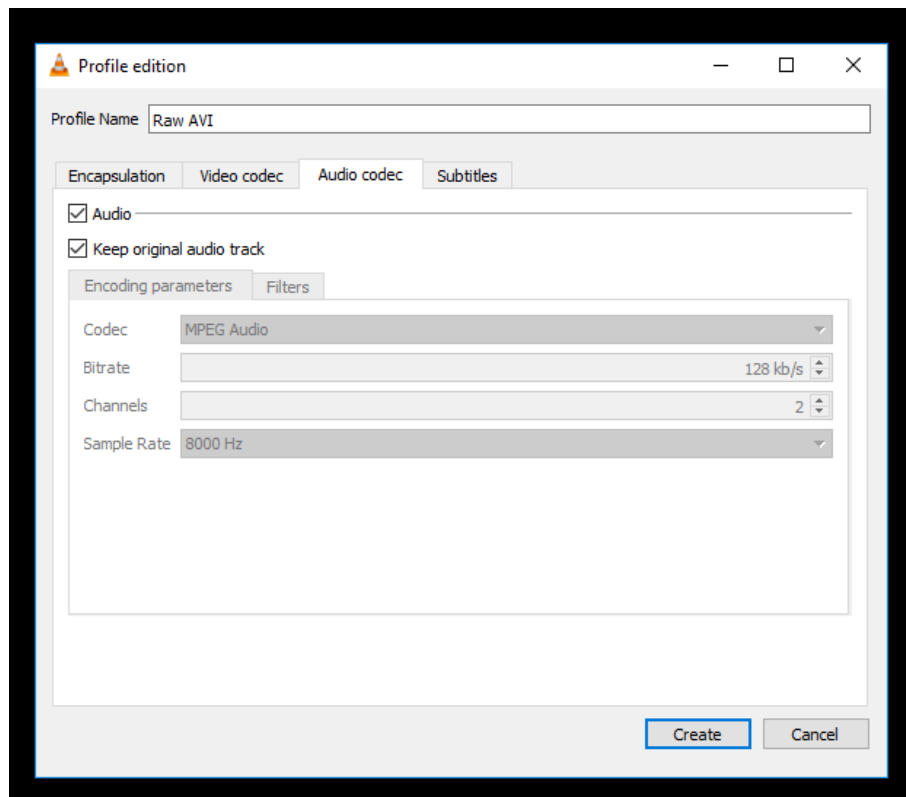 Profile edition
Profile Name Raw AVI
Encapsulation Video codec Audio codec Subtitles
Audio
Keep original audio track
Encoding parameters Filters
Codec MPEG Audio
Bitrate 128 kb/s
Channels 2
Sample Rate 8000 Hz
Create Cancel